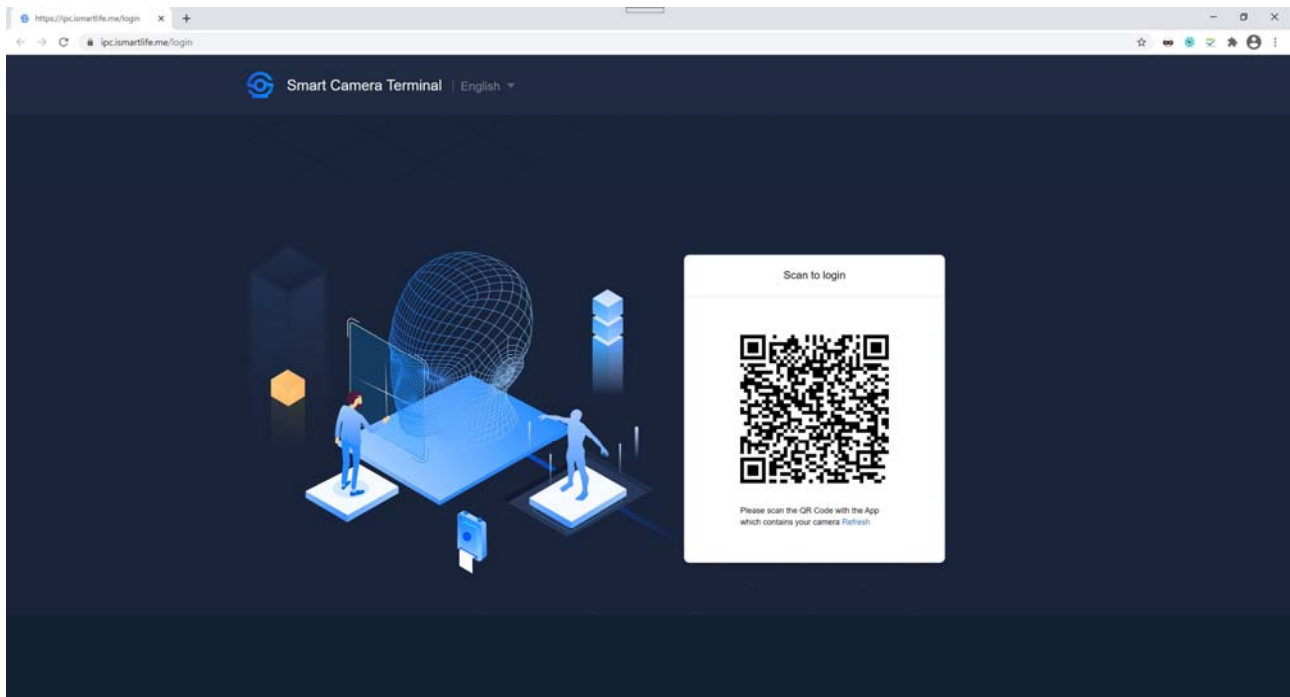 https://ipc.ismartlife.me/login
ipc.ismartlife.me/login
Smart Camera Terminal | English
Scan to login
Please scan the QR Code with the App
which contains your camera Refresh